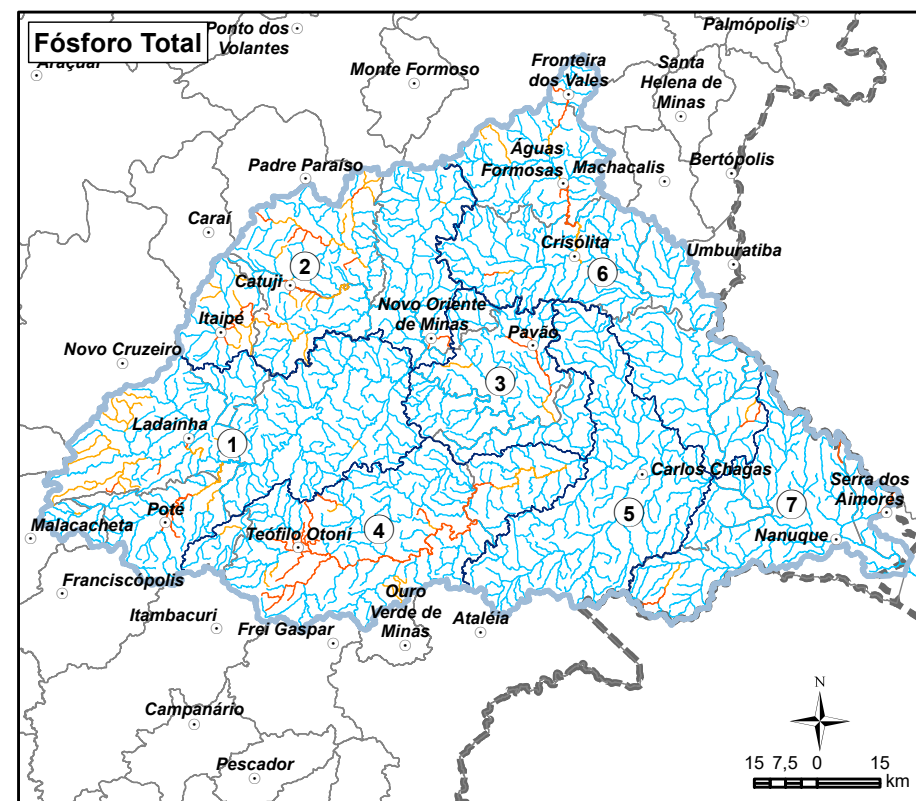 Fósforo Total
Ponto dos
Volantes
Araçuaí
Monte Formoso
Palmópolis
Fronteira
dos Vales
Santa
Helena de
Minas
Padre Paraíso
Águas
Formosas
Machacalis
Bertópolis
Caraí
Crisólita
Umburatiba
2
6
Catuji
Itaipé
Novo Oriente
de Minas
Pavão
Novo Cruzeiro
3
Ladainha
1
Carlos Chagas
Serra dos
Aimorés
Poté
7
Malacacheta
4
5
Teófilo Otoni
Nanuque
Franciscópolis
Ouro
Verde de
Minas
Itambacuri
Frei Gaspar
Ataléia
Campanário
Pescador
N
15 7,5 0 15
km